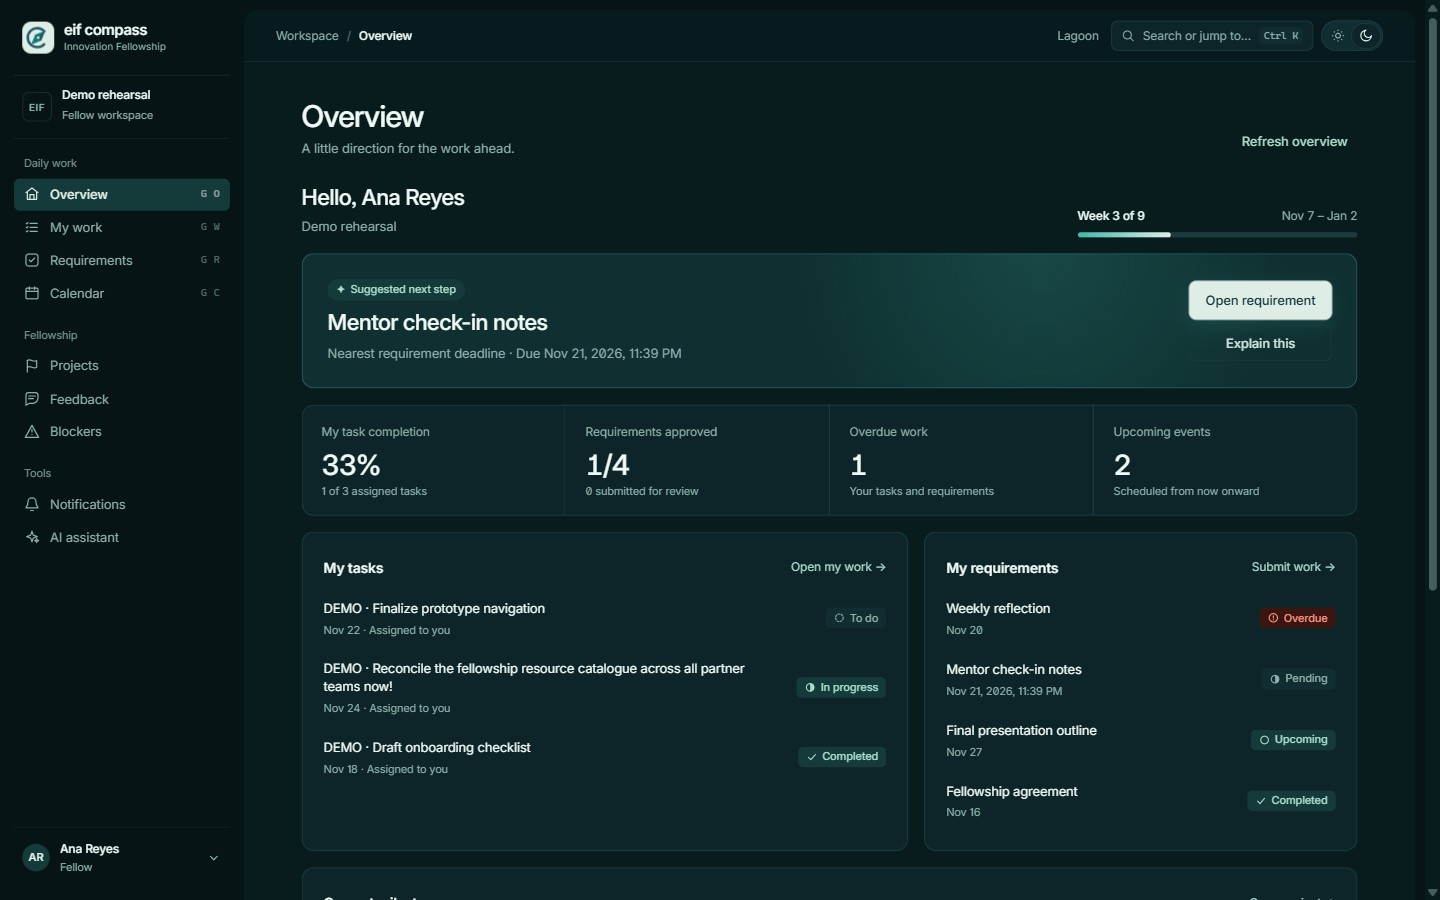 eif compass
Innovation Fellowship
EIF
Demo rehearsal
Fellow workspace
Daily work
Overview G O
My work G W
Requirements G R
Calendar G C
Fellowship
Projects
Feedback
Blockers
Tools
Notifications
AI assistant
AR
Ana Reyes
Fellow
Workspace / Overview
Lagoon
Search or jump to... Ctrl K
Overview
A little direction for the work ahead.
Refresh overview
Hello, Ana Reyes
Demo rehearsal
Week 3 of 9 Nov 7 – Jan 2
Suggested next step
Mentor check-in notes
Nearest requirement deadline · Due Nov 21, 2026, 11:39 PM
Open requirement
Explain this
My task completion
33%
1 of 3 assigned tasks
Requirements approved
1/4
0 submitted for review
Overdue work
1
Your tasks and requirements
Upcoming events
2
Scheduled from now onward
My tasks Open my work →
DEMO · Finalize prototype navigation
Nov 22 · Assigned to you
To do
DEMO · Reconcile the fellowship resource catalogue across all partner
teams now!
Nov 24 · Assigned to you
In progress
DEMO · Draft onboarding checklist
Nov 18 · Assigned to you
Completed
My requirements Submit work →
Weekly reflection
Nov 20
Overdue
Mentor check-in notes
Nov 21, 2026, 11:39 PM
Pending
Final presentation outline
Nov 27
Upcoming
Fellowship agreement
Nov 16
Completed